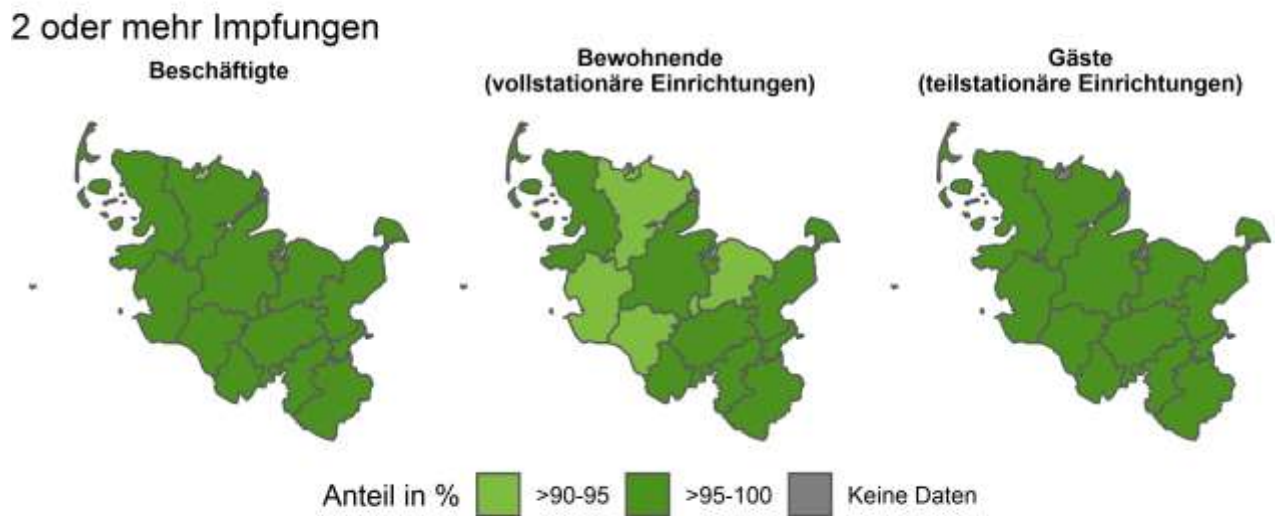 2 oder mehr Impfungen
Beschäftigte
Bewohnende
(vollstationäre Einrichtungen)
Gäste
(teilstationäre Einrichtungen)
Anteil in % >90-95 >95-100 Keine Daten